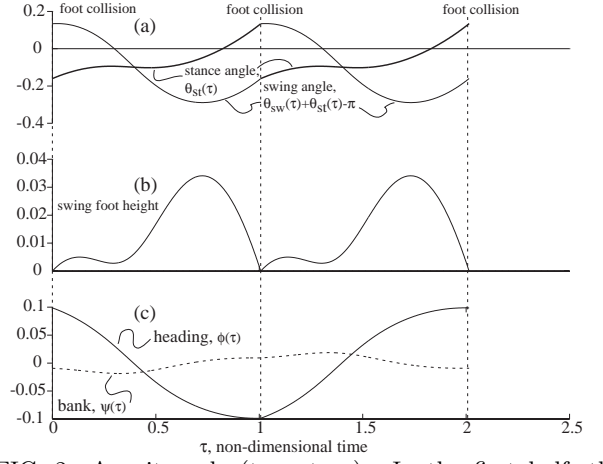 foot collision
foot collision
foot collision
0.2
(a)
0
stance angle,
θst(τ)
swing angle,
θsw(τ)+θst(τ)-π
-0.2
-0.4
0.04
(b)
0.03
swing foot height
0.02
0.01
0
0.1
(c)
0.05
heading, ϕ(τ)
0
-0.05
bank, ψ(τ)
-0.1
0
0.5
1
1.5
2
2.5
τ, non-dimensional time